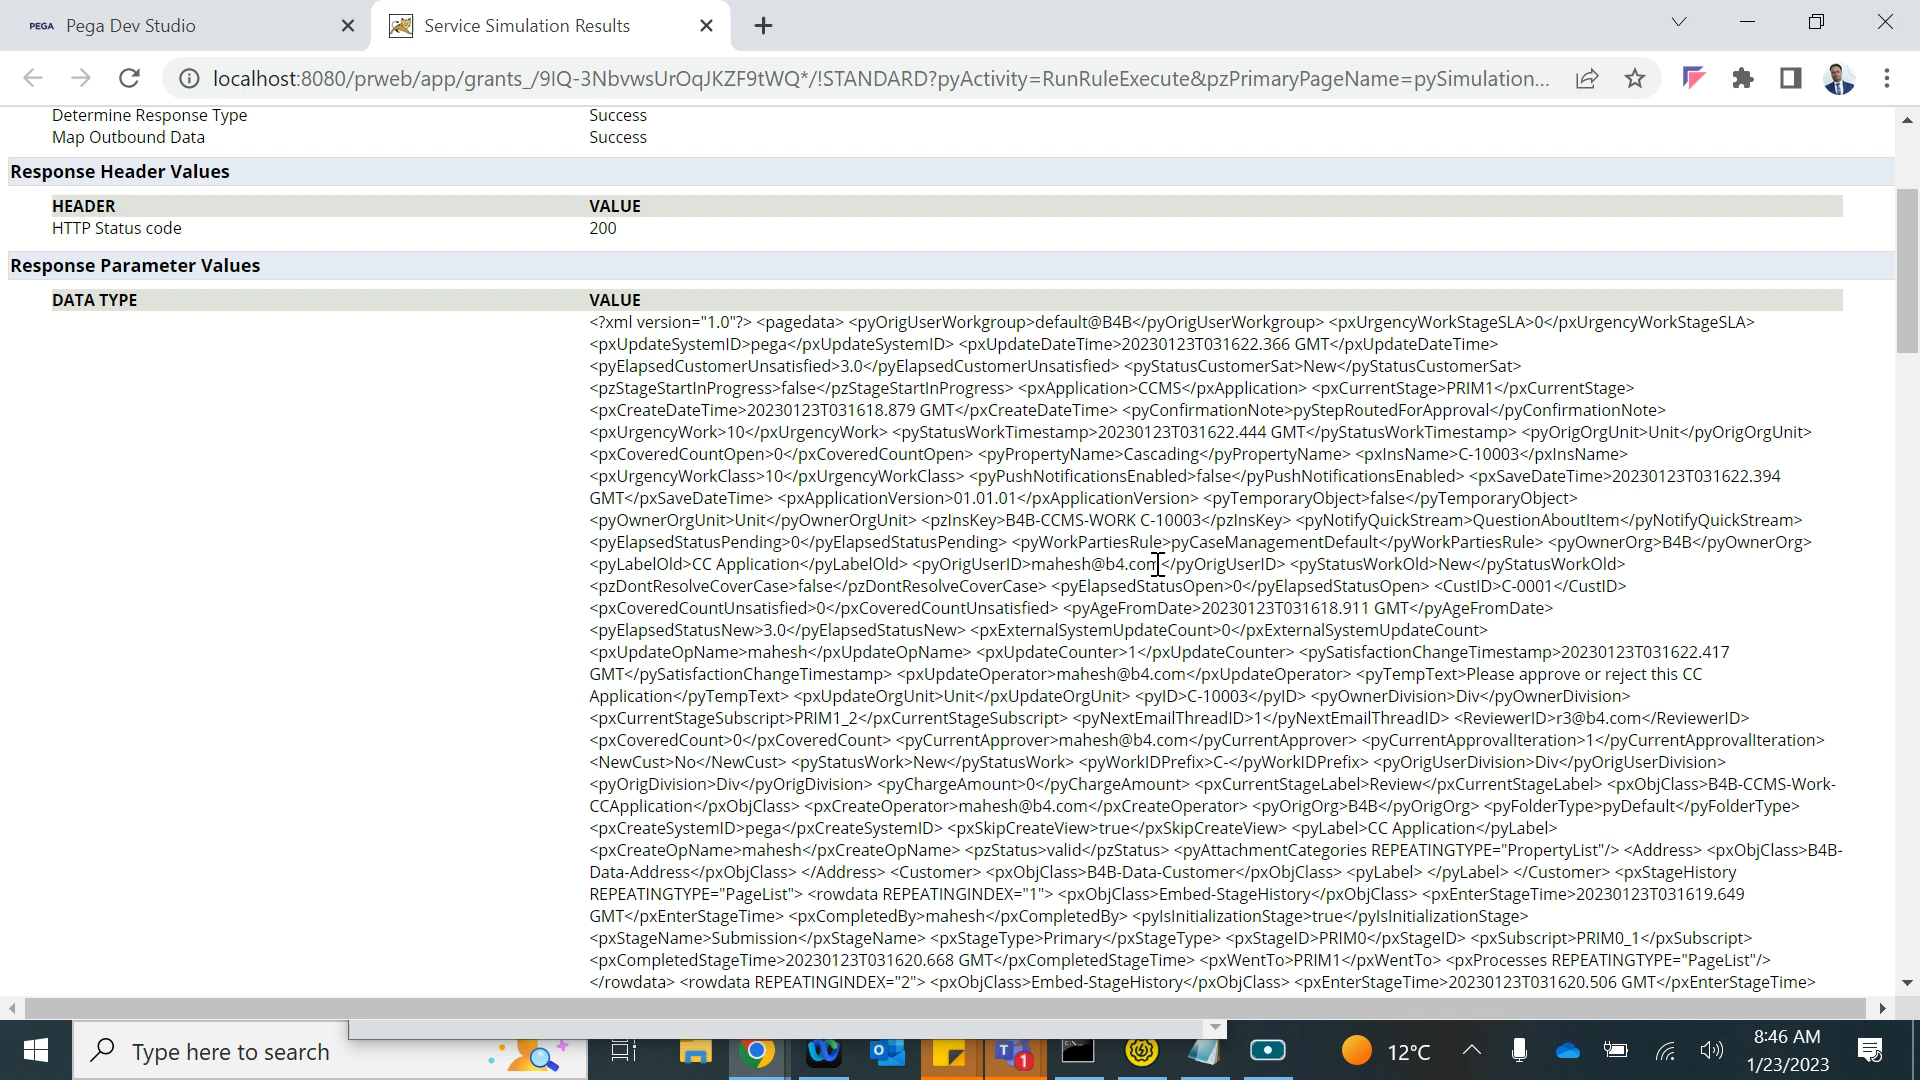 PEGA Pega Dev Studio
Service Simulation Results
localhost:8080/prweb/app/grants_/9IQ-3NbvwsUrOqJKZF9tWQ*/!STANDARD?pyActivity=RunRuleExecute&pzPrimaryPageName=pySimulation...
Determine Response Type Success
Map Outbound Data Success
Response Header Values
HEADER VALUE
HTTP Status code 200
Response Parameter Values
DATA TYPE VALUE
<?xml version="1.0"?> <pagedata> <pyOrigUserWorkgroup>default@B4B</pyOrigUserWorkgroup> <pxUrgencyWorkStageSLA>0</pxUrgencyWorkStageSLA>
<pxUpdateSystemID>pega</pxUpdateSystemID> <pxUpdateDateTime>20230123T031622.366 GMT</pxUpdateDateTime>
<pyElapsedCustomerUnsatisfied>3.0</pyElapsedCustomerUnsatisfied> <pyStatusCustomerSat>New</pyStatusCustomerSat>
<pzStageStartInProgress>false</pzStageStartInProgress> <pxApplication>CCMS</pxApplication> <pxCurrentStage>PRIM1</pxCurrentStage>
<pxCreateDateTime>20230123T031618.879 GMT</pxCreateDateTime> <pyConfirmationNote>pyStepRoutedForApproval</pyConfirmationNote>
<pxUrgencyWork>10</pxUrgencyWork> <pyStatusWorkTimestamp>20230123T031622.444 GMT</pyStatusWorkTimestamp> <pyOrigOrgUnit>Unit</pyOrigOrgUnit>
<pxCoveredCountOpen>0</pxCoveredCountOpen> <pyPropertyName>Cascading</pyPropertyName> <pxInsName>C-10003</pxInsName>
<pxUrgencyWorkClass>10</pxUrgencyWorkClass> <pyPushNotificationsEnabled>false</pyPushNotificationsEnabled> <pxSaveDateTime>20230123T031622.394
GMT</pxSaveDateTime> <pxApplicationVersion>01.01.01</pxApplicationVersion> <pyTemporaryObject>false</pyTemporaryObject>
<pyOwnerOrgUnit>Unit</pyOwnerOrgUnit> <pzInsKey>B4B-CCMS-WORK C-10003</pzInsKey> <pyNotifyQuickStream>QuestionAboutItem</pyNotifyQuickStream>
<pyElapsedStatusPending>0</pyElapsedStatusPending> <pyWorkPartiesRule>pyCaseManagementDefault</pyWorkPartiesRule> <pyOwnerOrg>B4B</pyOwnerOrg>
<pyLabelOld>CC Application</pyLabelOld> <pyOrigUserID>mahesh@b4.com</pyOrigUserID> <pyStatusWorkOld>New</pyStatusWorkOld>
<pzDontResolveCoverCase>false</pzDontResolveCoverCase> <pyElapsedStatusOpen>0</pyElapsedStatusOpen> <CustID>C-0001</CustID>
<pxCoveredCountUnsatisfied>0</pxCoveredCountUnsatisfied> <pyAgeFromDate>20230123T031618.911 GMT</pyAgeFromDate>
<pyElapsedStatusNew>3.0</pyElapsedStatusNew> <pxExternalSystemUpdateCount>0</pxExternalSystemUpdateCount>
<pxUpdateOpName>mahesh</pxUpdateOpName> <pxUpdateCounter>1</pxUpdateCounter> <pySatisfactionChangeTimestamp>20230123T031622.417
GMT</pySatisfactionChangeTimestamp> <pxUpdateOperator>mahesh@b4.com</pxUpdateOperator> <pyTempText>Please approve or reject this CC
Application</pyTempText> <pxUpdateOrgUnit>Unit</pxUpdateOrgUnit> <pyID>C-10003</pyID> <pyOwnerDivision>Div</pyOwnerDivision>
<pxCurrentStageSubscript>PRIM1_2</pxCurrentStageSubscript> <pyNextEmailThreadID>1</pyNextEmailThreadID> <ReviewerID>r3@b4.com</ReviewerID>
<pxCoveredCount>0</pxCoveredCount> <pyCurrentApprover>mahesh@b4.com</pyCurrentApprover> <pyCurrentApprovalIteration>1</pyCurrentApprovalIteration>
<NewCust>No</NewCust> <pyStatusWork>New</pyStatusWork> <pyWorkIDPrefix>C-</pyWorkIDPrefix> <pyOrigUserDivision>Div</pyOrigUserDivision>
<pyOrigDivision>Div</pyOrigDivision> <pyChargeAmount>0</pyChargeAmount> <pxCurrentStageLabel>Review</pxCurrentStageLabel> <pxObjClass>B4B-CCMS-Work-
CCApplication</pxObjClass> <pxCreateOperator>mahesh@b4.com</pxCreateOperator> <pyOrigOrg>B4B</pyOrigOrg> <pyFolderType>pyDefault</pyFolderType>
<pxCreateSystemID>pega</pxCreateSystemID> <pxSkipCreateView>true</pxSkipCreateView> <pyLabel>CC Application</pyLabel>
<pxCreateOpName>mahesh</pxCreateOpName> <pzStatus>valid</pzStatus> <pyAttachmentCategories REPEATINGTYPE="PropertyList"/> <Address> <pxObjClass>B4B-
Data-Address</pxObjClass> </Address> <Customer> <pxObjClass>B4B-Data-Customer</pxObjClass> <pyLabel> </pyLabel> </Customer> <pxStageHistory
REPEATINGTYPE="PageList"> <rowdata REPEATINGINDEX="1"> <pxObjClass>Embed-StageHistory</pxObjClass> <pxEnterStageTime>20230123T031619.649
GMT</pxEnterStageTime> <pxCompletedBy>mahesh</pxCompletedBy> <pyIsInitializationStage>true</pyIsInitializationStage>
<pxStageName>Submission</pxStageName> <pxStageType>Primary</pxStageType> <pxStageID>PRIM0</pxStageID> <pxSubscript>PRIM0_1</pxSubscript>
<pxCompletedStageTime>20230123T031620.668 GMT</pxCompletedStageTime> <pxWentTo>PRIM1</pxWentTo> <pxProcesses REPEATINGTYPE="PageList"/>
</rowdata> <rowdata REPEATINGINDEX="2"> <pxObjClass>Embed-StageHistory</pxObjClass> <pxEnterStageTime>20230123T031620.506 GMT</pxEnterStageTime>
Type here to search
1
12°C
8:46 AM
1/23/2023